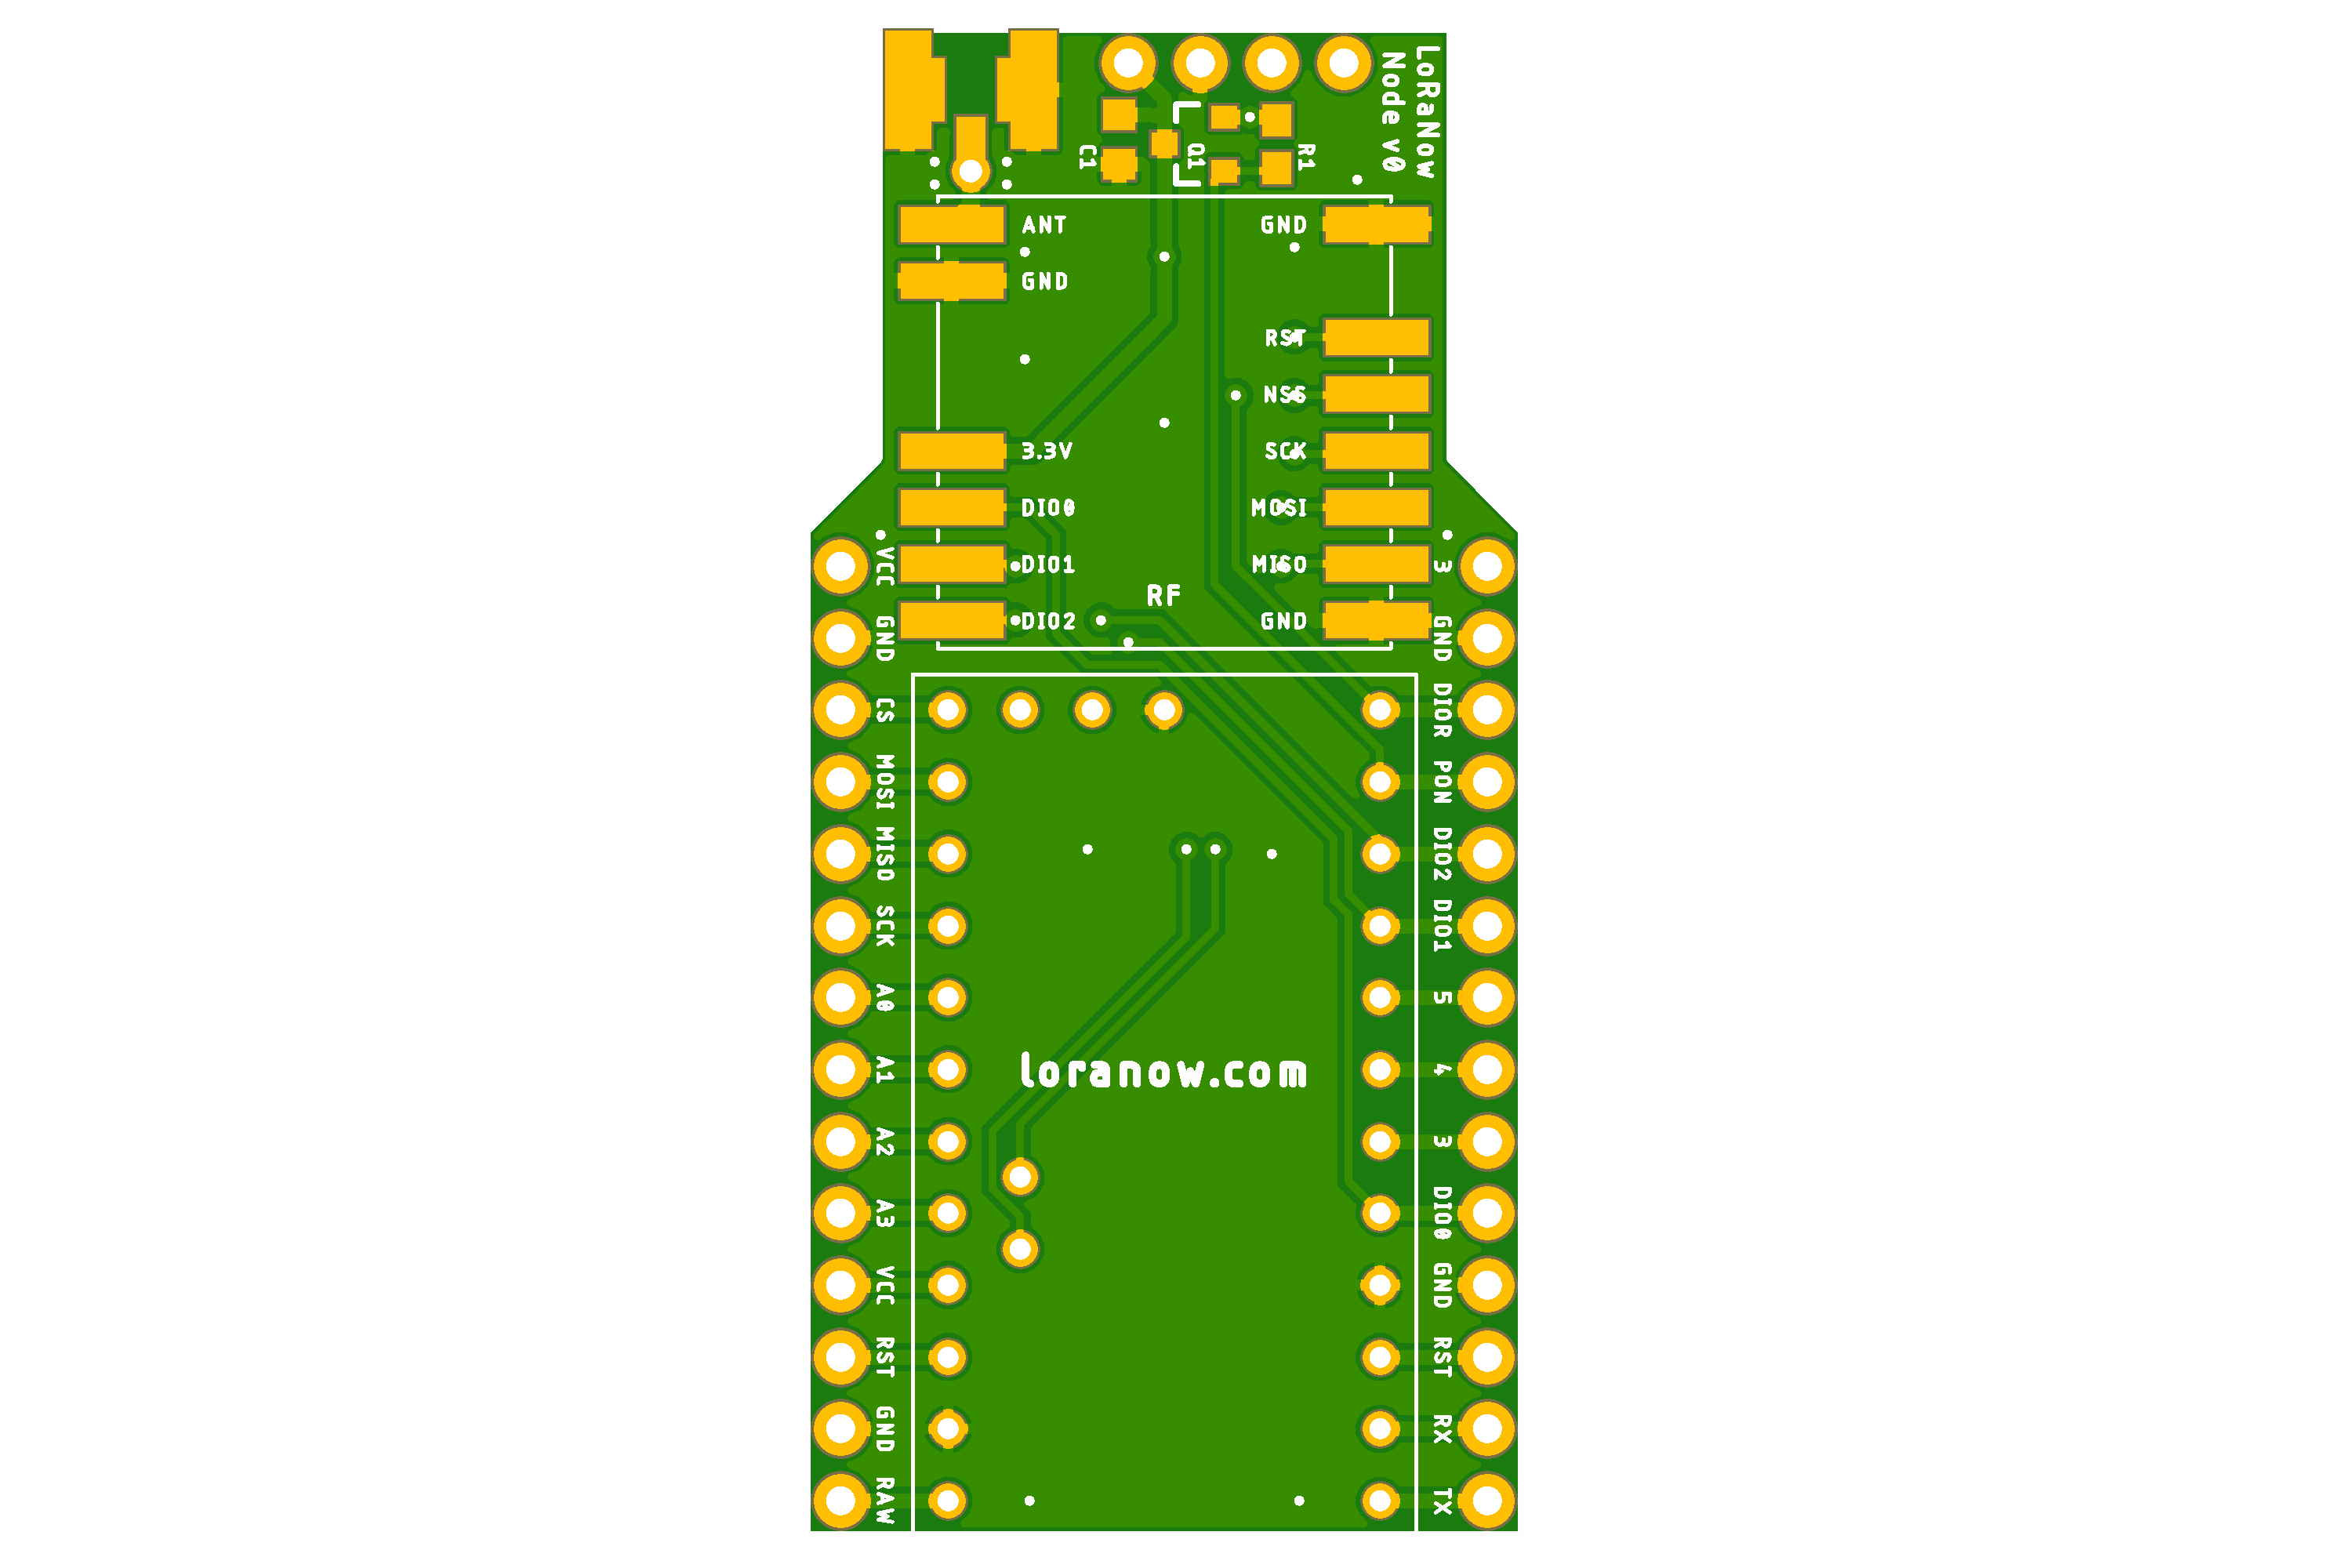 LoRaNow
Node v0
C1
Q1
R1
ANT
GND
GND
RST
NSS
3.3V
SCK
DIO0
MOSI
DIO1
MISO
DIO2
GND
RF
VCC
GND
CS
MOSI
MISO
SCK
A0
A1
A2
A3
VCC
RST
GND
RAW
3
GND
DIOR
PON
DIO2
DIO1
5
4
3
DIO0
GND
RST
RX
TX
loranow.com